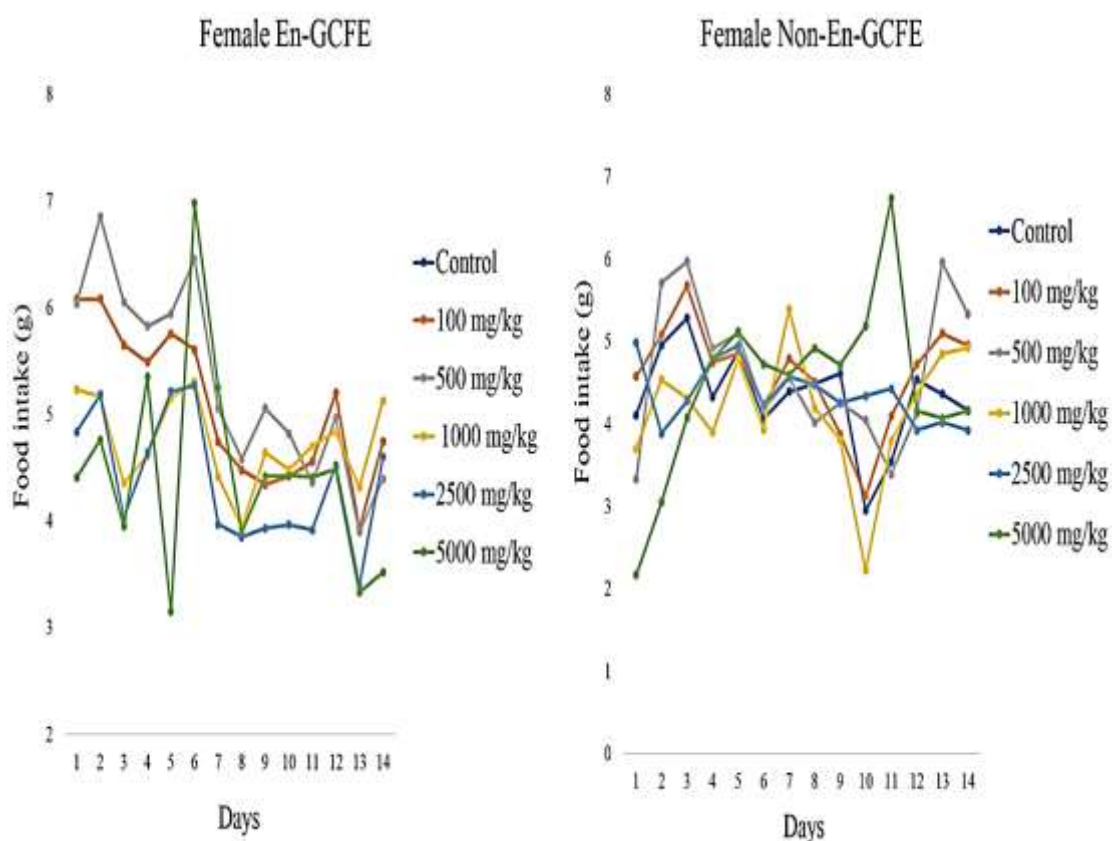 Female En-GCFE
Food intake (g)
8
7
6
5
4
3
2
1 2 3 4 5 6 7 8 9 10 11 12 13 14
Days
Control
100 mg/kg
500 mg/kg
1000 mg/kg
2500 mg/kg
5000 mg/kg
Female Non-En-GCFE
Food intake (g)
8
7
6
5
4
3
2
1
0
1 2 3 4 5 6 7 8 9 10 11 12 13 14
Days
Control
100 mg/kg
500 mg/kg
1000 mg/kg
2500 mg/kg
5000 mg/kg